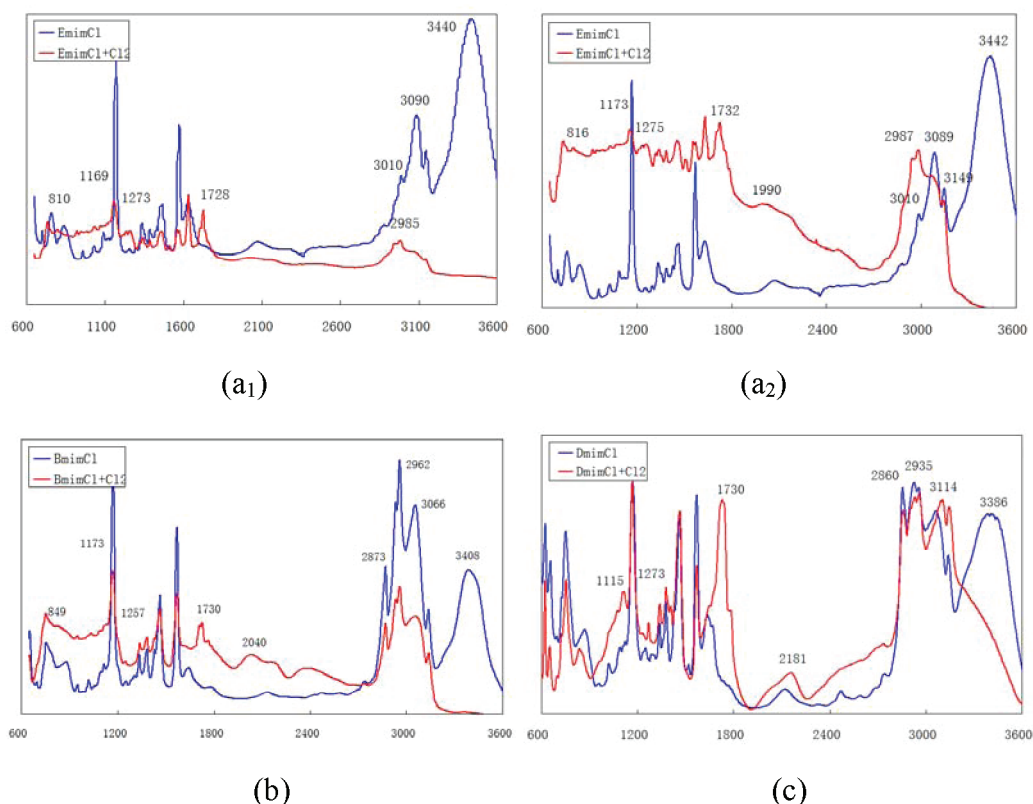 EmimCl
EmimCl+Cl2
3440
3090
3010
2985
1169
1273
1728
810
600 1100 1600 2100 2600 3100 3600
(a₁)
EmimCl
EmimCl+Cl2
3442
1173
1732
816
1275
2987
3089
3149
3010
1990
600 1200 1800 2400 3000 3600
(a₂)
BmimCl
BmimCl+Cl2
2962
3066
1173
2873
3408
849
1257
1730
2040
600 1200 1800 2400 3000 3600
(b)
DmimCl
DmimCl+Cl2
2935
2860
3114
1730
3386
1115
1273
2181
600 1200 1800 2400 3000 3600
(c)